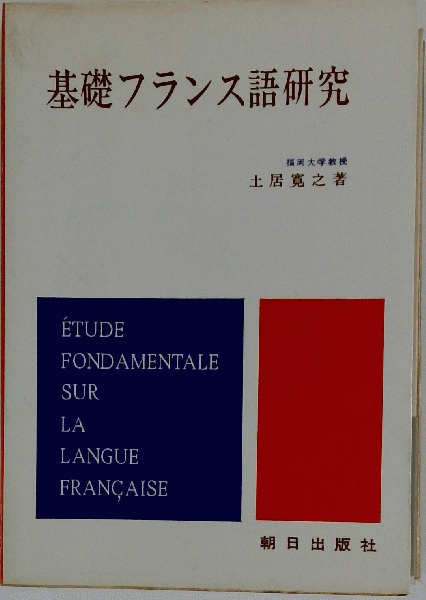 基礎フランス語研究
福岡大学教授
土居寛之著
ÉTUDE
FONDAMENTALE
SUR
LA
LANGUE
FRANÇAISE
朝日出版社